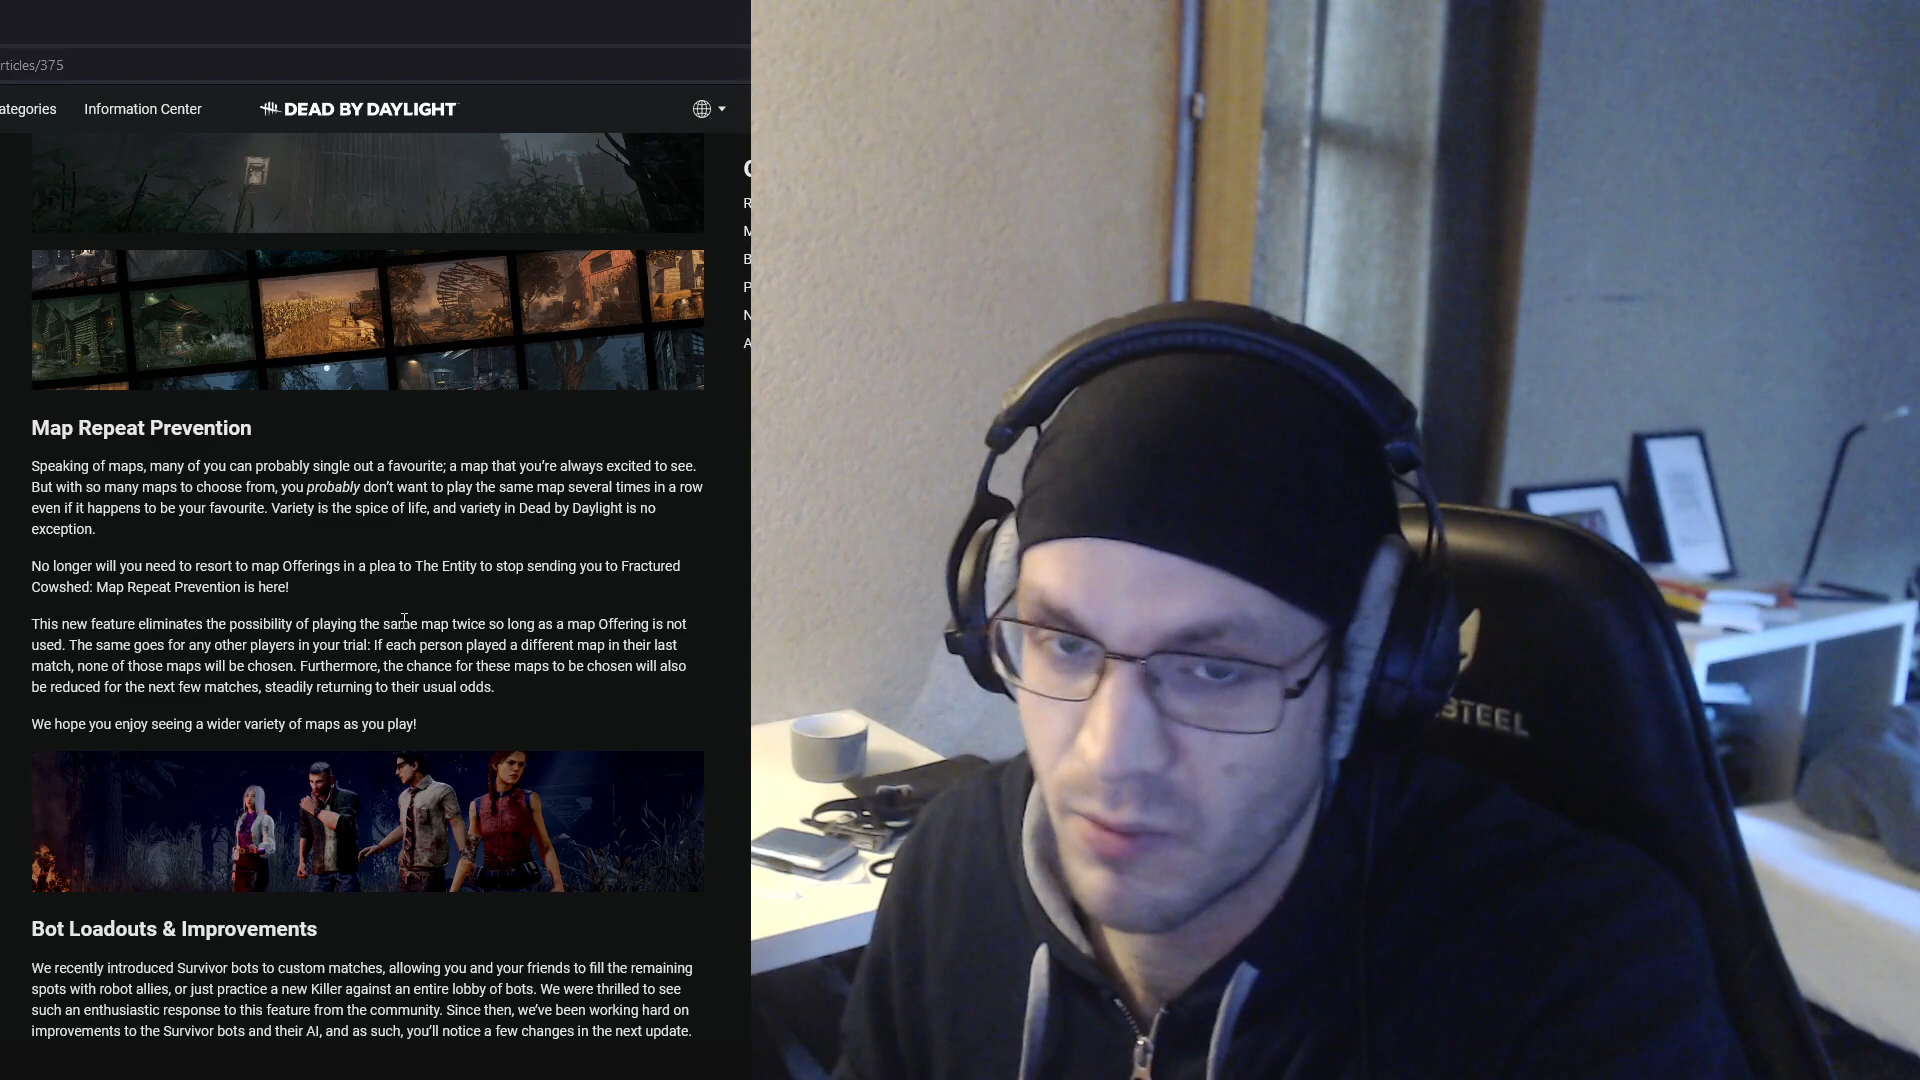 rticles/375
ategories
Information Center
DEAD BY DAYLIGHT
C
R
M
B
P
N
A
Map Repeat Prevention
Speaking of maps, many of you can probably single out a favourite; a map that you're always excited to see.
But with so many maps to choose from, you probably don't want to play the same map several times in a row
even if it happens to be your favourite. Variety is the spice of life, and variety in Dead by Daylight is no
exception.
No longer will you need to resort to map Offerings in a plea to The Entity to stop sending you to Fractured
Cowshed: Map Repeat Prevention is here!
This new feature eliminates the possibility of playing the same map twice so long as a map Offering is not
used. The same goes for any other players in your trial: If each person played a different map in their last
match, none of those maps will be chosen. Furthermore, the chance for these maps to be chosen will also
be reduced for the next few matches, steadily returning to their usual odds.
We hope you enjoy seeing a wider variety of maps as you play!
Bot Loadouts & Improvements
We recently introduced Survivor bots to custom matches, allowing you and your friends to fill the remaining
spots with robot allies, or just practice a new Killer against an entire lobby of bots. We were thrilled to see
such an enthusiastic response to this feature from the community. Since then, we've been working hard on
improvements to the Survivor bots and their AI, and as such, you'll notice a few changes in the next update.
STEEL